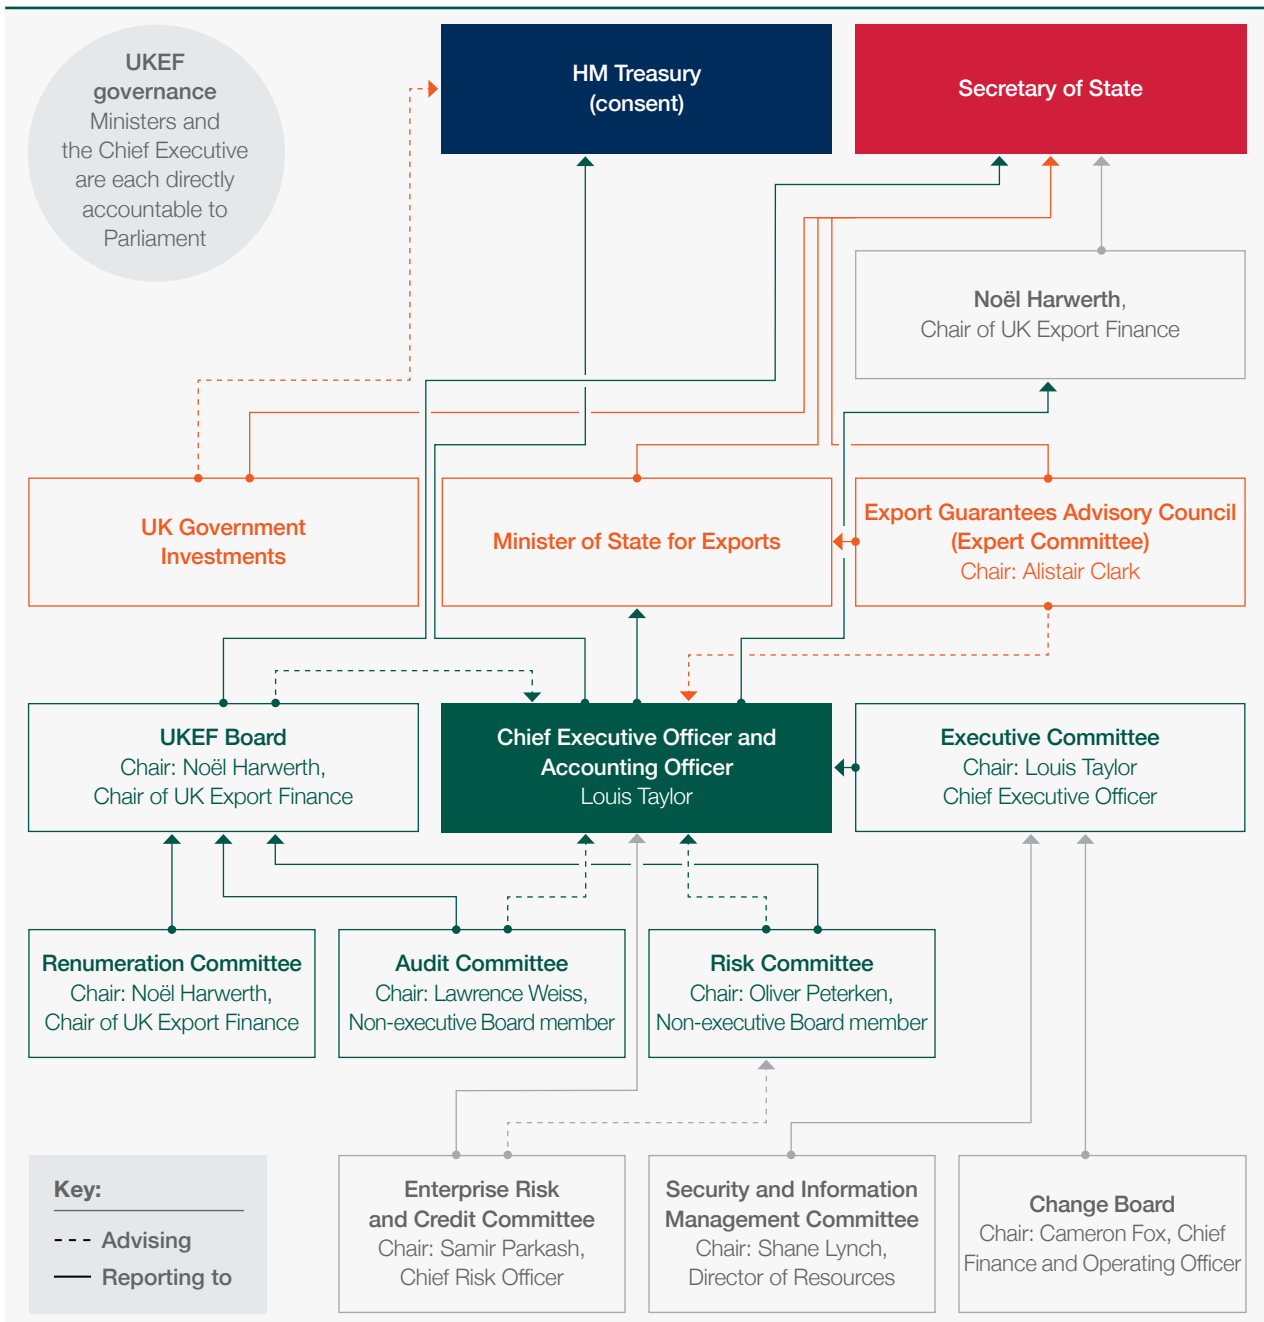 UKEF
governance
Ministers and
the Chief Executive
are each directly
accountable to
Parliament
HM Treasury
(consent)
Secretary of State
Noël Harwerth,
Chair of UK Export Finance
UK Government
Investments
Minister of State for Exports
Export Guarantees Advisory Council
(Expert Committee)
Chair: Alistair Clark
UKEF Board
Chair: Noël Harwerth,
Chair of UK Export Finance
Chief Executive Officer and
Accounting Officer
Louis Taylor
Executive Committee
Chair: Louis Taylor
Chief Executive Officer
Renumeration Committee
Chair: Noël Harwerth,
Chair of UK Export Finance
Audit Committee
Chair: Lawrence Weiss,
Non-executive Board member
Risk Committee
Chair: Oliver Peterken,
Non-executive Board member
Key:
Advising
Reporting to
Enterprise Risk
and Credit Committee
Chair: Samir Parkash,
Chief Risk Officer
Security and Information
Management Committee
Chair: Shane Lynch,
Director of Resources
Change Board
Chair: Cameron Fox, Chief
Finance and Operating Officer